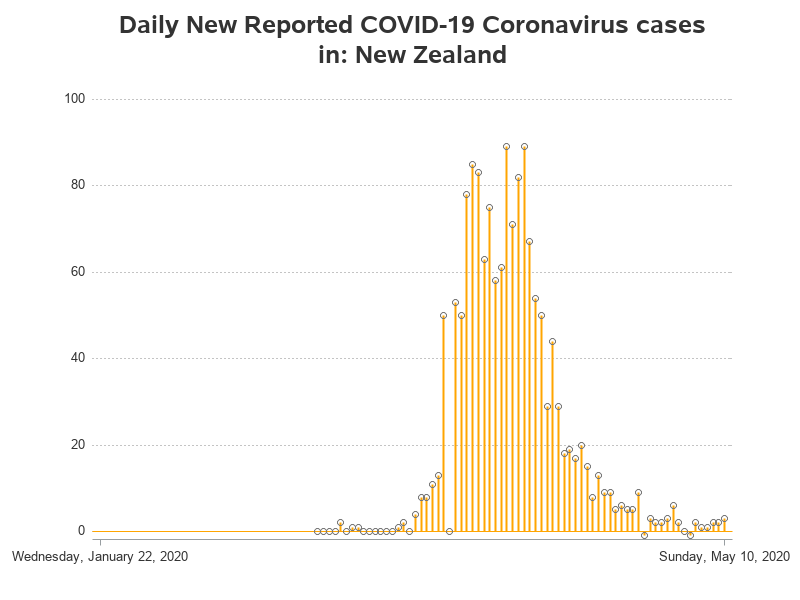 Daily New Reported COVID-19 Coronavirus cases
in: New Zealand
100
80
60
40
20
0
Wednesday, January 22, 2020
Sunday, May 10, 2020